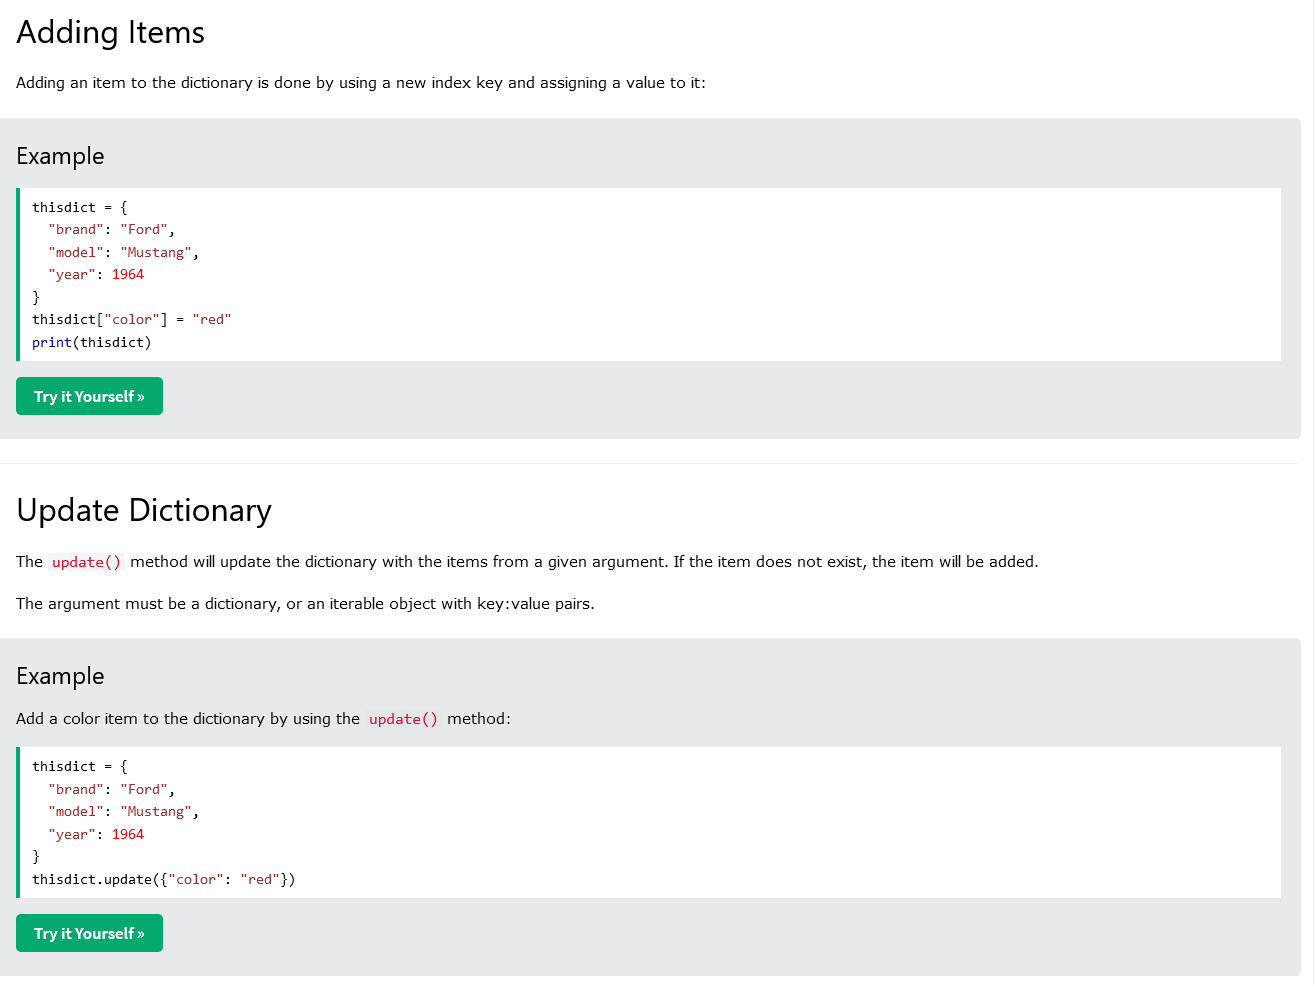 Adding Items
Adding an item to the dictionary is done by using a new index key and assigning a value to it:
Example
thisdict = {
  "brand": "Ford",
  "model": "Mustang",
  "year": 1964
}
thisdict["color"] = "red"
print(thisdict)
Try it Yourself »
Update Dictionary
The update() method will update the dictionary with the items from a given argument. If the item does not exist, the item will be added.
The argument must be a dictionary, or an iterable object with key:value pairs.
Example
Add a color item to the dictionary by using the update() method:
thisdict = {
  "brand": "Ford",
  "model": "Mustang",
  "year": 1964
}
thisdict.update({"color": "red"})
Try it Yourself »